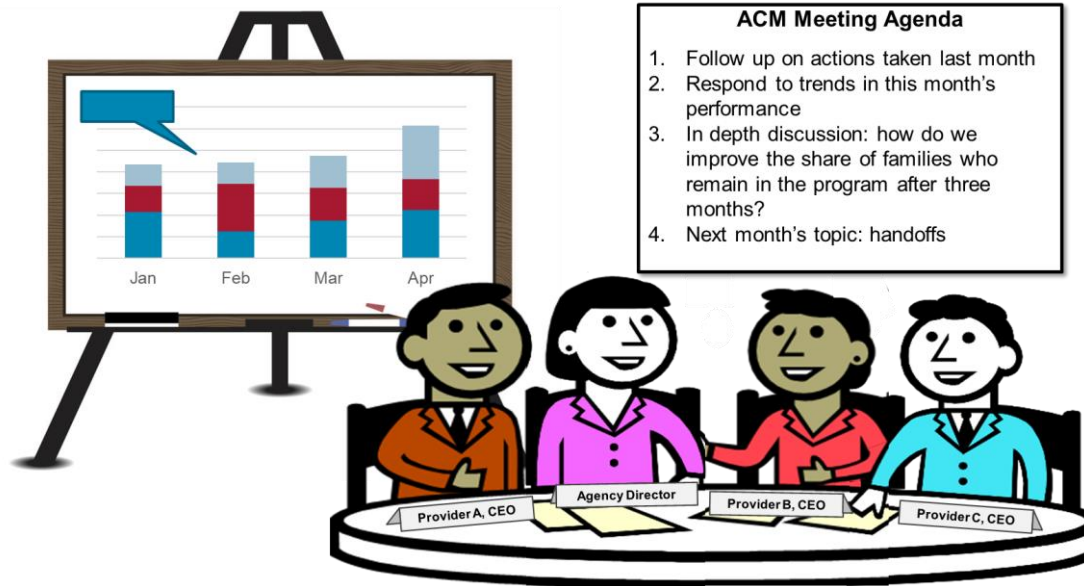 ACM Meeting Agenda
1. Follow up on actions taken last month
2. Respond to trends in this month's
performance
3. In depth discussion: how do we
improve the share of families who
remain in the program after three
months?
4. Next month's topic: handoffs
Jan Feb Mar Apr
Provider A, CEO
Agency Director
Provider B, CEO
Provider C, CEO